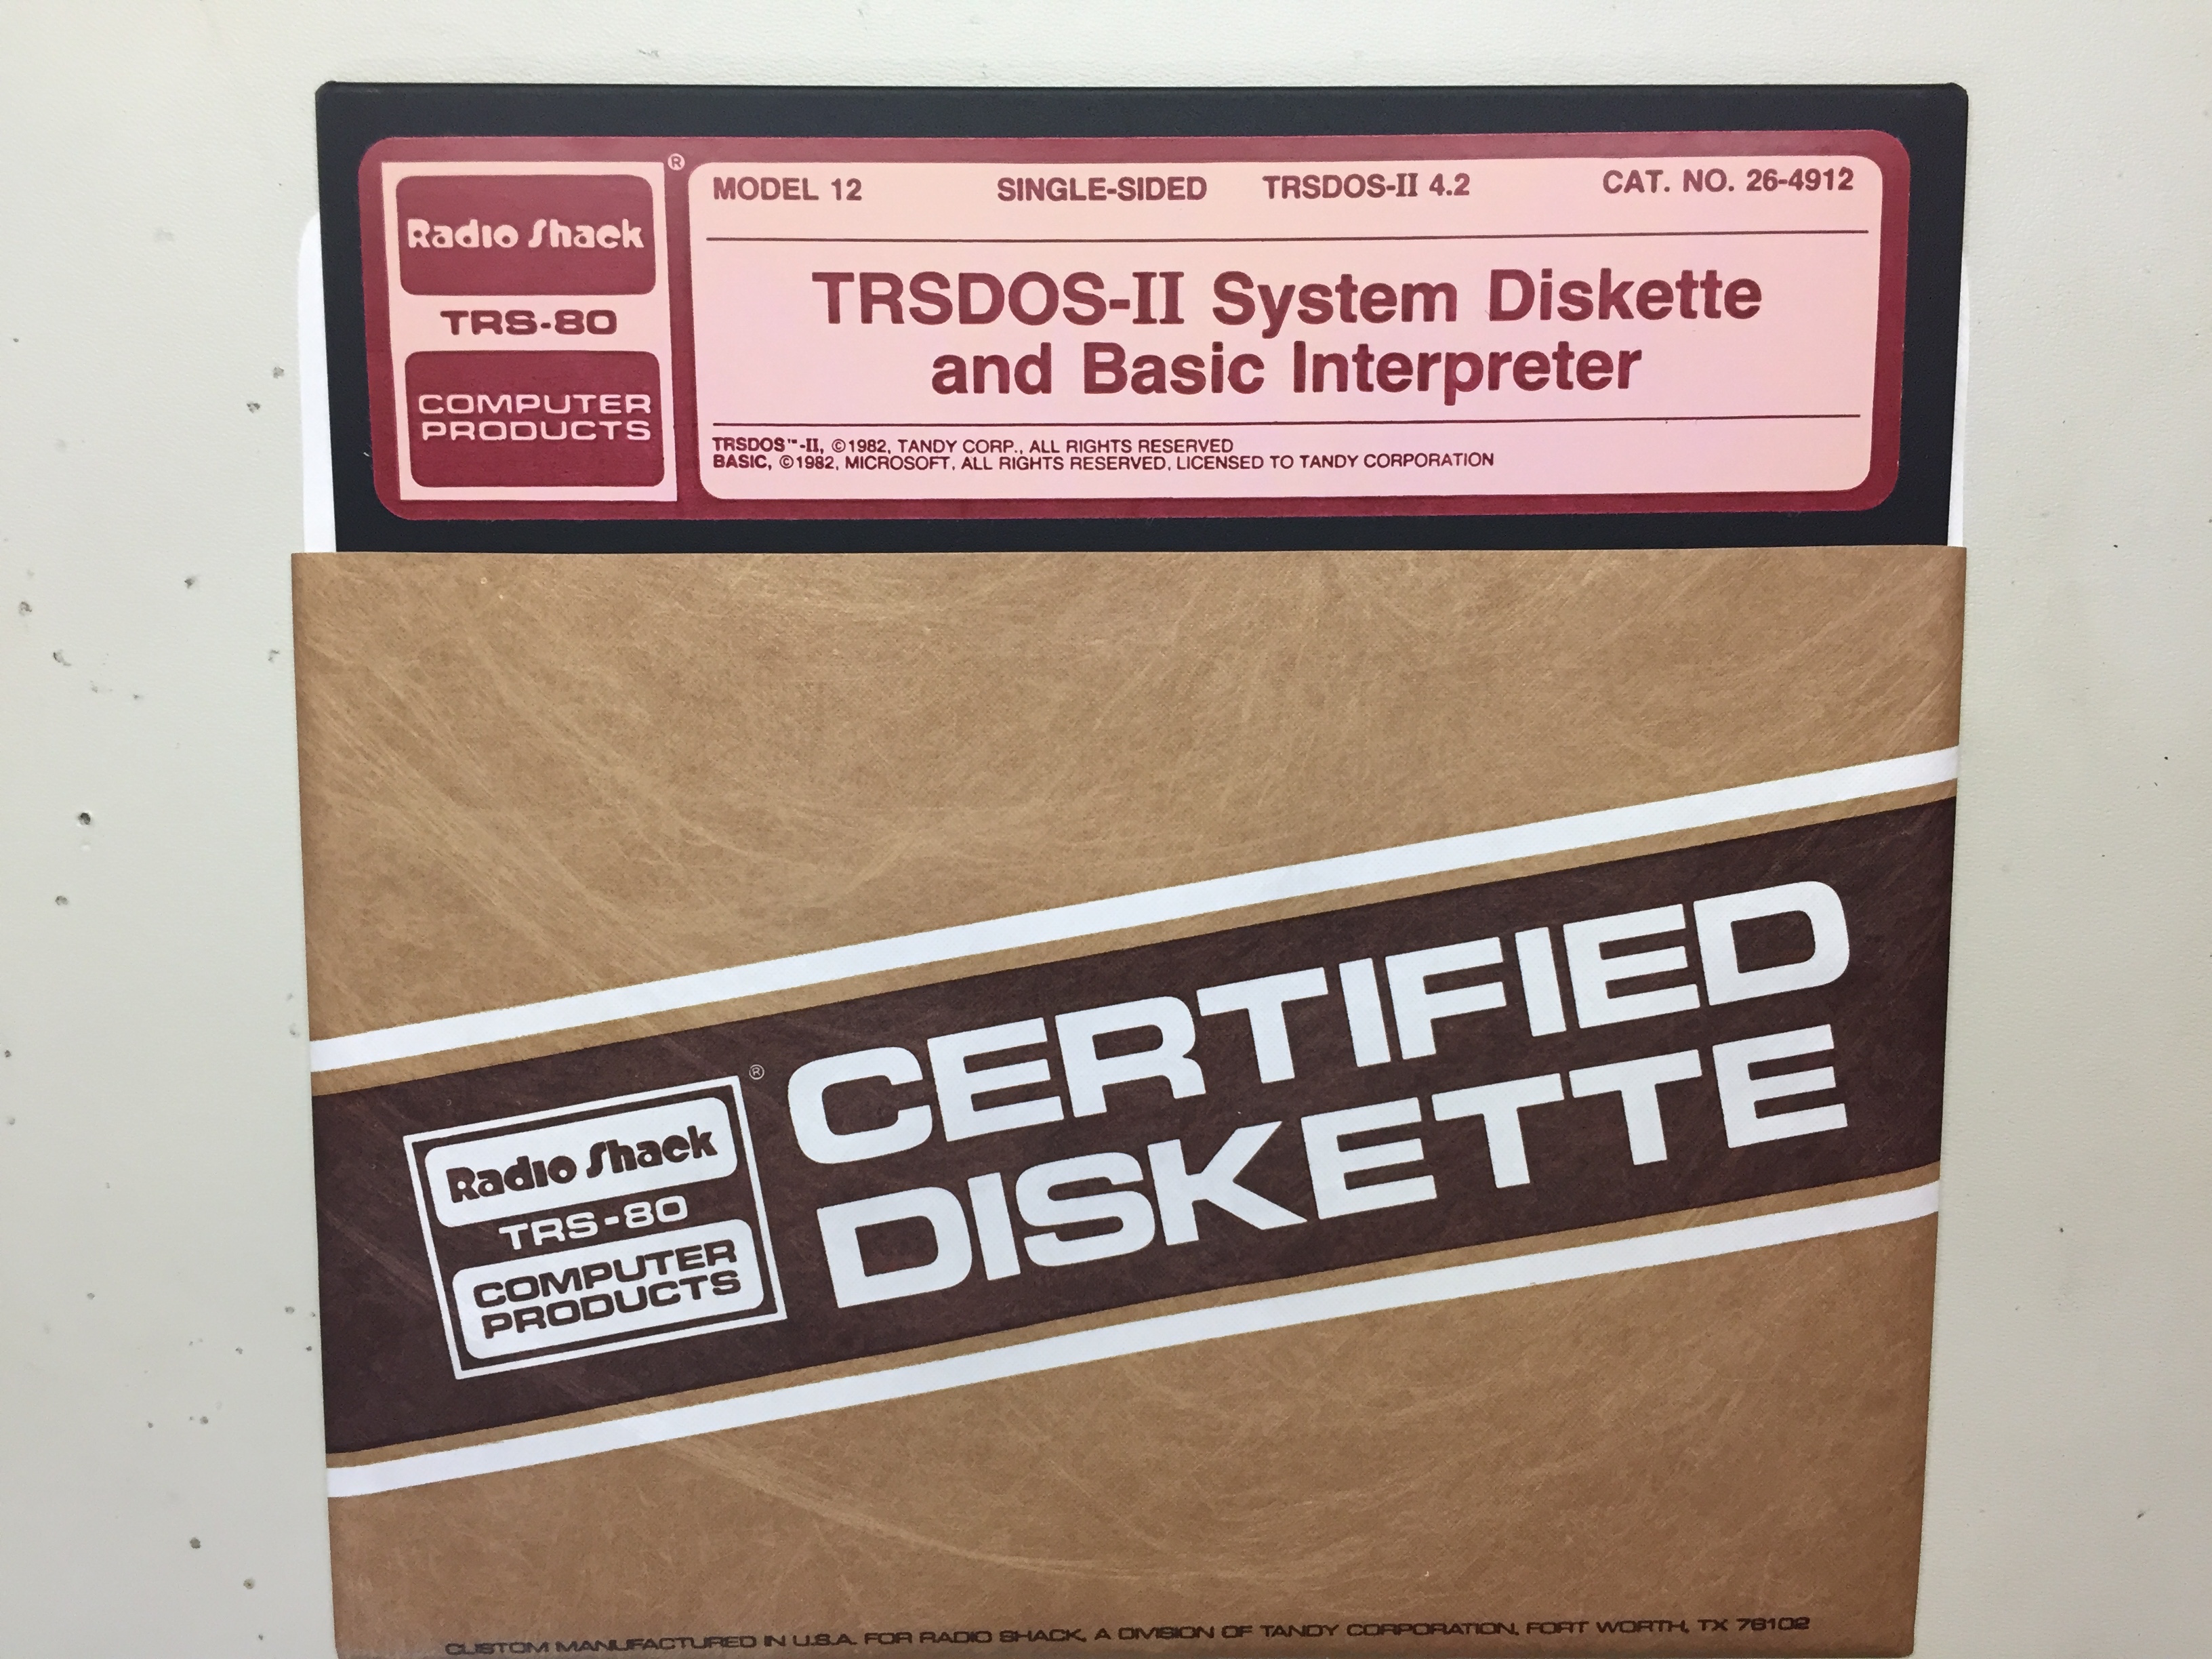 Radio Shack ®
TRS-80
COMPUTER
PRODUCTS
MODEL 12 SINGLE-SIDED TRSDOS-II 4.2 CAT. NO. 26-4912
TRSDOS-II System Diskette
and Basic Interpreter
TRSDOS™-II, ©1982, TANDY CORP., ALL RIGHTS RESERVED
BASIC, ©1982, MICROSOFT, ALL RIGHTS RESERVED, LICENSED TO TANDY CORPORATION
Radio Shack ®
TRS-80
COMPUTER
PRODUCTS
CERTIFIED
DISKETTE
CUSTOM MANUFACTURED IN U.S.A. FOR RADIO SHACK, A DIVISION OF TANDY CORPORATION, FORT WORTH, TX 76102